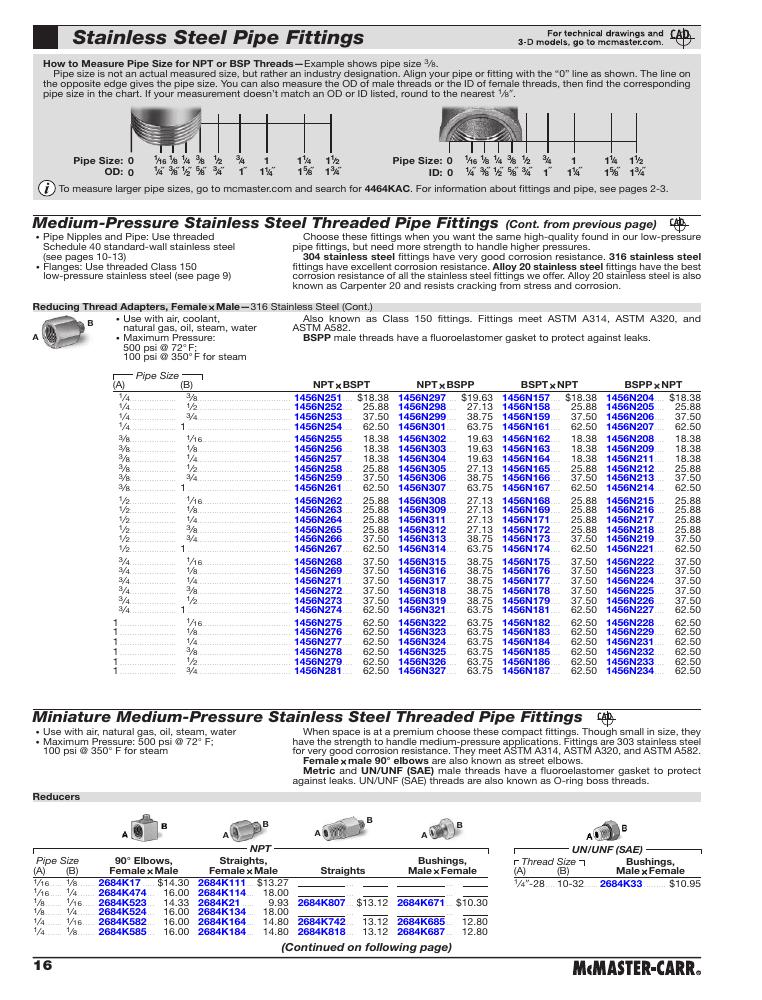 Stainless Steel Pipe Fittings
For technical drawings and
3-D models, go to mcmaster.com.
CAD
How to Measure Pipe Size for NPT or BSP Threads—Example shows pipe size 3/8.
Pipe size is not an actual measured size, but rather an industry designation. Align your pipe or fitting with the “0” line as shown. The line on
the opposite edge gives the pipe size. You can also measure the OD of male threads or the ID of female threads, then find the corresponding
pipe size in the chart. If your measurement doesn’t match an OD or ID listed, round to the nearest 1/8″.
Pipe Size: 0 1/16 1/8 1/4 3/8 1/2 3/4 1 1 1/4 1 1/2
OD: 0 1/4″ 3/8″ 1/2″ 5/8″ 3/4″ 1″ 1 1/4″ 1 5/8″ 1 3/4″
Pipe Size: 0 1/16 1/8 1/4 3/8 1/2 3/4 1 1 1/4 1 1/2
ID: 0 1/4″ 3/8″ 3/8″ 5/8″ 3/4″ 1″ 1 1/4″ 1 5/8″ 1 3/4″
i To measure larger pipe sizes, go to mcmaster.com and search for 4464KAC. For information about fittings and pipe, see pages 2-3.
Medium-Pressure Stainless Steel Threaded Pipe Fittings (Cont. from previous page) CAD
• Pipe Nipples and Pipe: Use threaded
Schedule 40 standard-wall stainless steel
(see pages 10-13)
• Flanges: Use threaded Class 150
low-pressure stainless steel (see page 9)
Choose these fittings when you want the same high-quality found in our low-pressure
pipe fittings, but need more strength to handle higher pressures.
304 stainless steel fittings have very good corrosion resistance. 316 stainless steel
fittings have excellent corrosion resistance. Alloy 20 stainless steel fittings have the best
corrosion resistance of all the stainless steel fittings we offer. Alloy 20 stainless steel is also
known as Carpenter 20 and resists cracking from stress and corrosion.
Reducing Thread Adapters, Female x Male—316 Stainless Steel (Cont.)
A B
• Use with air, coolant,
natural gas, oil, steam, water
• Maximum Pressure:
500 psi @ 72° F;
100 psi @ 350° F for steam
Also known as Class 150 fittings. Fittings meet ASTM A314, ASTM A320, and
ASTM A582.
BSPP male threads have a fluoroelastomer gasket to protect against leaks.
Pipe Size
(A) (B) NPT x BSPT NPT x BSPP BSPT x NPT BSPP x NPT
1/4 3/8 1456N251 $18.38 1456N297 $19.63 1456N157 $18.38 1456N204 $18.38
1/4 1/2 1456N252 25.88 1456N298 27.13 1456N158 25.88 1456N205 25.88
1/4 3/4 1456N253 37.50 1456N299 38.75 1456N159 37.50 1456N206 37.50
1/4 1 1456N254 62.50 1456N301 63.75 1456N161 62.50 1456N207 62.50
3/8 1/16 1456N255 18.38 1456N302 19.63 1456N162 18.38 1456N208 18.38
3/8 1/8 1456N256 18.38 1456N303 19.63 1456N163 18.38 1456N209 18.38
3/8 1/4 1456N257 18.38 1456N304 19.63 1456N164 18.38 1456N211 18.38
3/8 1/2 1456N258 25.88 1456N305 27.13 1456N165 25.88 1456N212 25.88
3/8 3/4 1456N259 37.50 1456N306 38.75 1456N166 37.50 1456N213 37.50
3/8 1 1456N261 62.50 1456N307 63.75 1456N167 62.50 1456N214 62.50
1/2 1/16 1456N262 25.88 1456N308 27.13 1456N168 25.88 1456N215 25.88
1/2 1/8 1456N263 25.88 1456N309 27.13 1456N169 25.88 1456N216 25.88
1/2 1/4 1456N264 25.88 1456N311 27.13 1456N171 25.88 1456N217 25.88
1/2 3/8 1456N265 25.88 1456N312 27.13 1456N172 25.88 1456N218 25.88
1/2 3/4 1456N266 37.50 1456N313 38.75 1456N173 37.50 1456N219 37.50
1/2 1 1456N267 62.50 1456N314 63.75 1456N174 62.50 1456N221 62.50
3/4 1/16 1456N268 37.50 1456N315 38.75 1456N175 37.50 1456N222 37.50
3/4 1/8 1456N269 37.50 1456N316 38.75 1456N176 37.50 1456N223 37.50
3/4 1/4 1456N271 37.50 1456N317 38.75 1456N177 37.50 1456N224 37.50
3/4 3/8 1456N272 37.50 1456N318 38.75 1456N178 37.50 1456N225 37.50
3/4 1/2 1456N273 37.50 1456N319 38.75 1456N179 37.50 1456N226 37.50
3/4 1 1456N274 62.50 1456N321 63.75 1456N181 62.50 1456N227 62.50
1 1/16 1456N275 62.50 1456N322 63.75 1456N182 62.50 1456N228 62.50
1 1/8 1456N276 62.50 1456N323 63.75 1456N183 62.50 1456N229 62.50
1 1/4 1456N277 62.50 1456N324 63.75 1456N184 62.50 1456N231 62.50
1 3/8 1456N278 62.50 1456N325 63.75 1456N185 62.50 1456N232 62.50
1 1/2 1456N279 62.50 1456N326 63.75 1456N186 62.50 1456N233 62.50
1 3/4 1456N281 62.50 1456N327 63.75 1456N187 62.50 1456N234 62.50
Miniature Medium-Pressure Stainless Steel Threaded Pipe Fittings CAD
• Use with air, natural gas, oil, steam, water
• Maximum Pressure: 500 psi @ 72° F;
100 psi @ 350° F for steam
When space is at a premium choose these compact fittings. Though small in size, they
have the strength to handle medium-pressure applications. Fittings are 303 stainless steel
for very good corrosion resistance. They meet ASTM A314, ASTM A320, and ASTM A582.
Female x male 90° elbows are also known as street elbows.
Metric and UN/UNF (SAE) male threads have a fluoroelastomer gasket to protect
against leaks. UN/UNF (SAE) threads are also known as O-ring boss threads.
Reducers
A B A B A B A B A B
NPT
Pipe Size 90° Elbows, Straights, Bushings,
(A) (B) Female x Male Female x Male Straights Male x Female
1/16 1/8 2684K17 $14.30 2684K111 $13.27
1/16 1/4 2684K474 16.00 2684K114 18.00
1/8 1/16 2684K523 14.33 2684K21 9.93 2684K807 $13.12 2684K671 $10.30
1/8 1/4 2684K524 16.00 2684K134 18.00
1/4 1/16 2684K582 16.00 2684K164 14.80 2684K742 13.12 2684K685 12.80
1/4 1/8 2684K585 16.00 2684K184 14.80 2684K818 13.12 2684K687 12.80
UN/UNF (SAE)
Thread Size Bushings,
(A) (B) Male x Female
1/4″-28 10-32 2684K33 $10.95
(Continued on following page)
16
McMASTER-CARR®